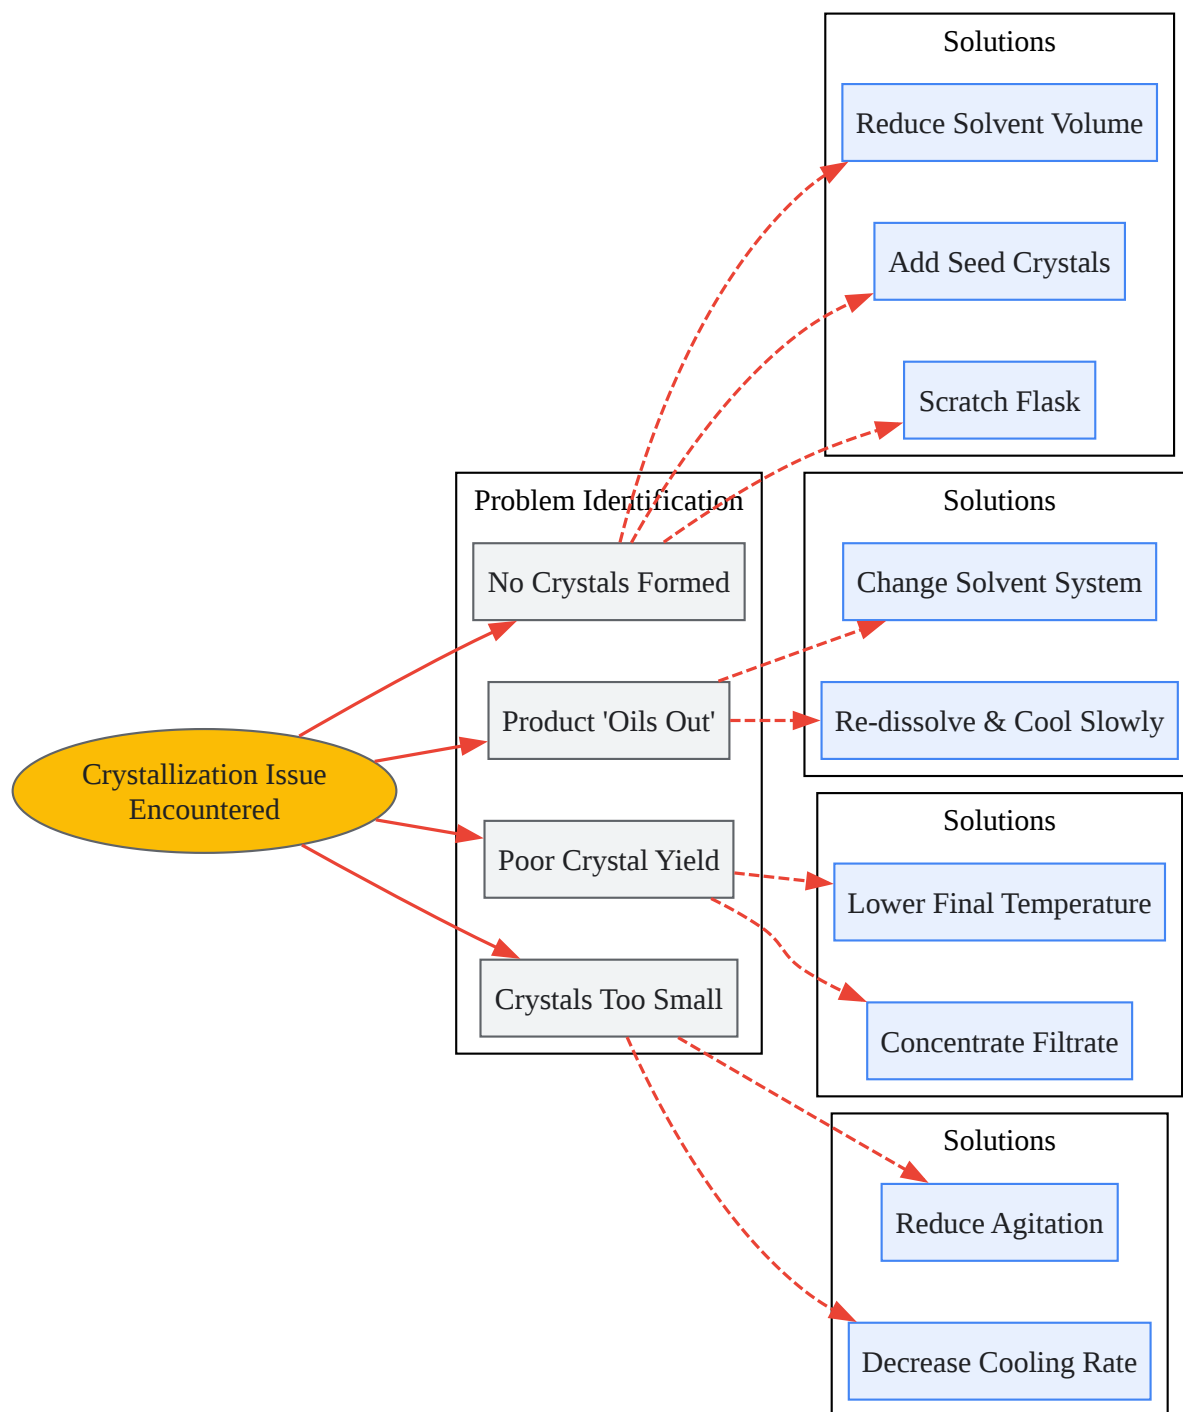 Crystallization Issue
Encountered
Problem Identification
No Crystals Formed
Product 'Oils Out'
Poor Crystal Yield
Crystals Too Small
Solutions
Reduce Solvent Volume
Add Seed Crystals
Scratch Flask
Solutions
Change Solvent System
Re-dissolve & Cool Slowly
Solutions
Lower Final Temperature
Concentrate Filtrate
Solutions
Reduce Agitation
Decrease Cooling Rate